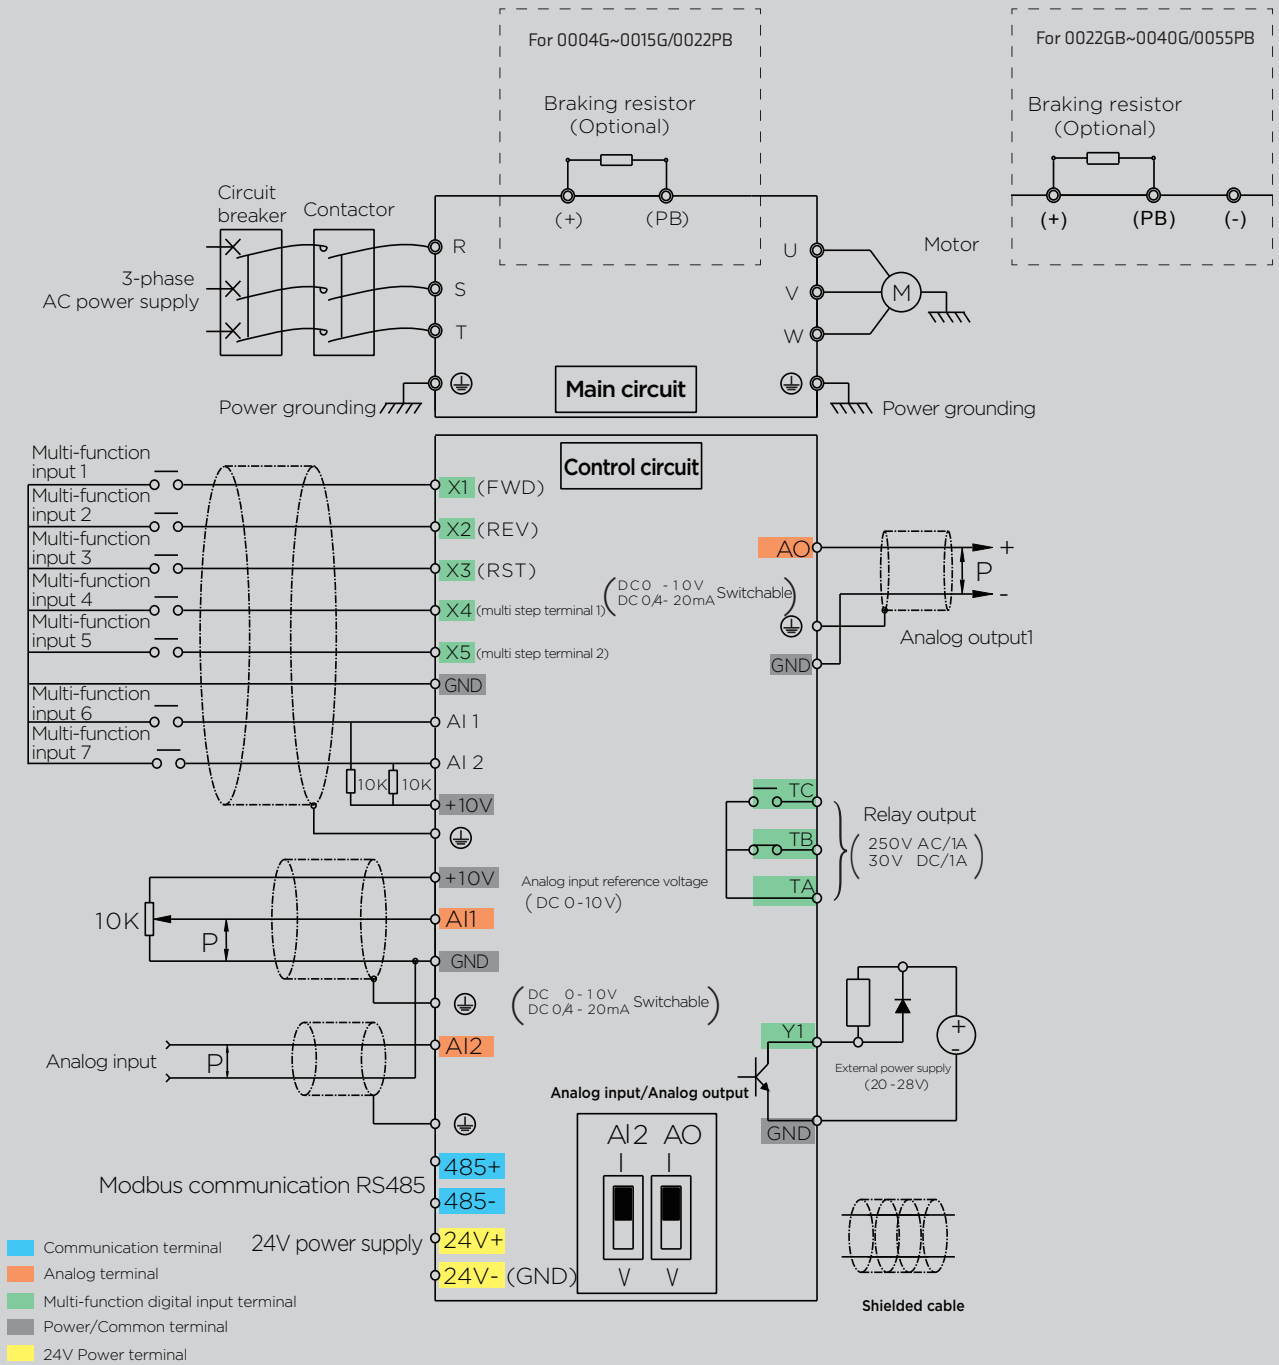 For 0004G~0015G/0022PB
For 0022GB~0040G/0055PB
Braking resistor
(Optional)
Braking resistor
(Optional)
(+)
(PB)
(+)
(PB)
(-)
Circuit
breaker
Contactor
3-phase
AC power supply
R
S
T
U
V
W
Motor
M
Main circuit
Power grounding
Power grounding
Control circuit
Multi-function
input 1
Multi-function
input 2
Multi-function
input 3
Multi-function
input 4
Multi-function
input 5
Multi-function
input 6
Multi-function
input 7
X1 (FWD)
X2 (REV)
X3 (RST)
X4 (multi step terminal 1)
X5 (multi step terminal 2)
GND
AI 1
AI 2
10K
10K
+10V
AO
(DC0 - 10V
DC 0/4- 20mA Switchable)
GND
+
P
-
Analog output1
TC
TB
TA
Relay output
(250V AC/1A
30V DC/1A)
+10V
Analog input reference voltage
(DC 0-10V)
10K
AI1
P
GND
(DC 0-10V
DC 0/4 - 20mA Switchable)
Analog input
P
AI2
Y1
+
-
External power supply
(20-28V)
GND
Analog input/Analog output
AI2 AO
V V
Modbus communication RS485
485+
485-
24V power supply
24V+
24V- (GND)
Shielded cable
Communication terminal
Analog terminal
Multi-function digital input terminal
Power/Common terminal
24V Power terminal